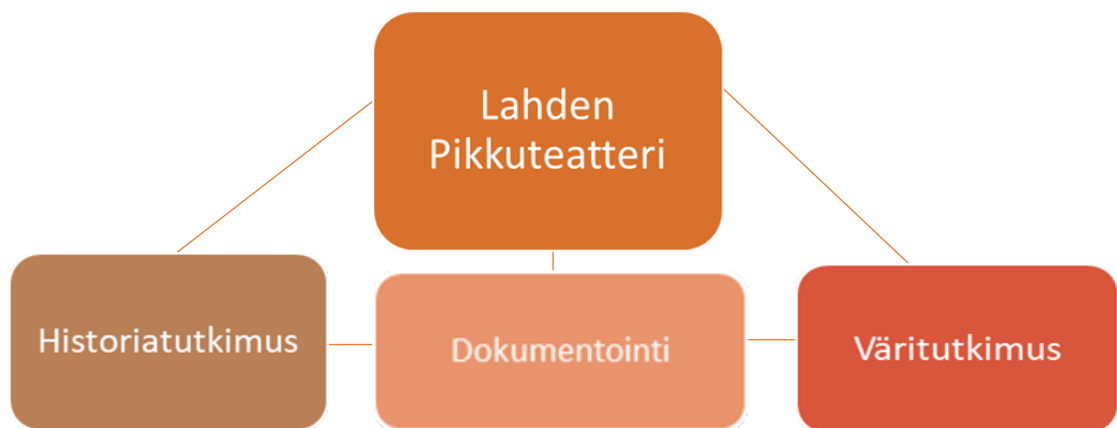 Lahden
Pikkuteatteri
Historiatutkimus
Dokumentointi
Väritutkimus